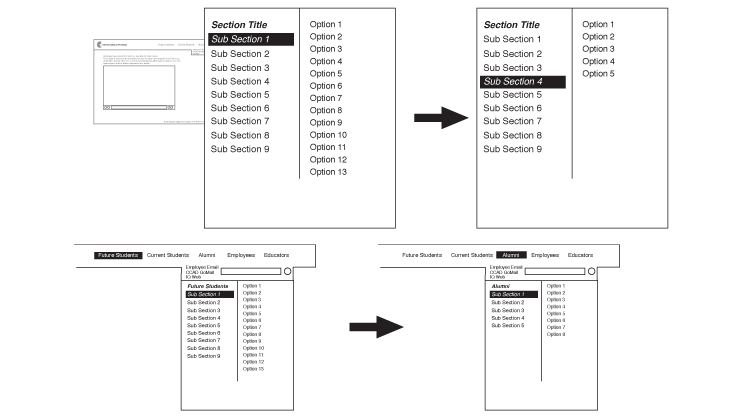 Section Title
Sub Section 1
Sub Section 2
Sub Section 3
Sub Section 4
Sub Section 5
Sub Section 6
Sub Section 7
Sub Section 8
Sub Section 9
Option 1
Option 2
Option 3
Option 4
Option 5
Option 6
Option 7
Option 8
Option 9
Option 10
Option 11
Option 12
Option 13
Section Title
Sub Section 1
Sub Section 2
Sub Section 3
Sub Section 4
Sub Section 5
Sub Section 6
Sub Section 7
Sub Section 8
Sub Section 9
Option 1
Option 2
Option 3
Option 4
Option 5
Future Students Current Students Alumni Employees Educators
Employee Email
CCAD GoMail
IQ Web
Future Students
Sub Section 1
Sub Section 2
Sub Section 3
Sub Section 4
Sub Section 5
Sub Section 6
Sub Section 7
Sub Section 8
Sub Section 9
Option 1
Option 2
Option 3
Option 4
Option 5
Option 6
Option 7
Option 8
Option 9
Option 10
Option 11
Option 12
Option 13
Future Students Current Students Alumni Employees Educators
Employee Email
CCAD GoMail
IQ Web
Alumni
Sub Section 1
Sub Section 2
Sub Section 3
Sub Section 4
Sub Section 5
Option 1
Option 2
Option 3
Option 4
Option 5
Option 6
Option 7
Option 8